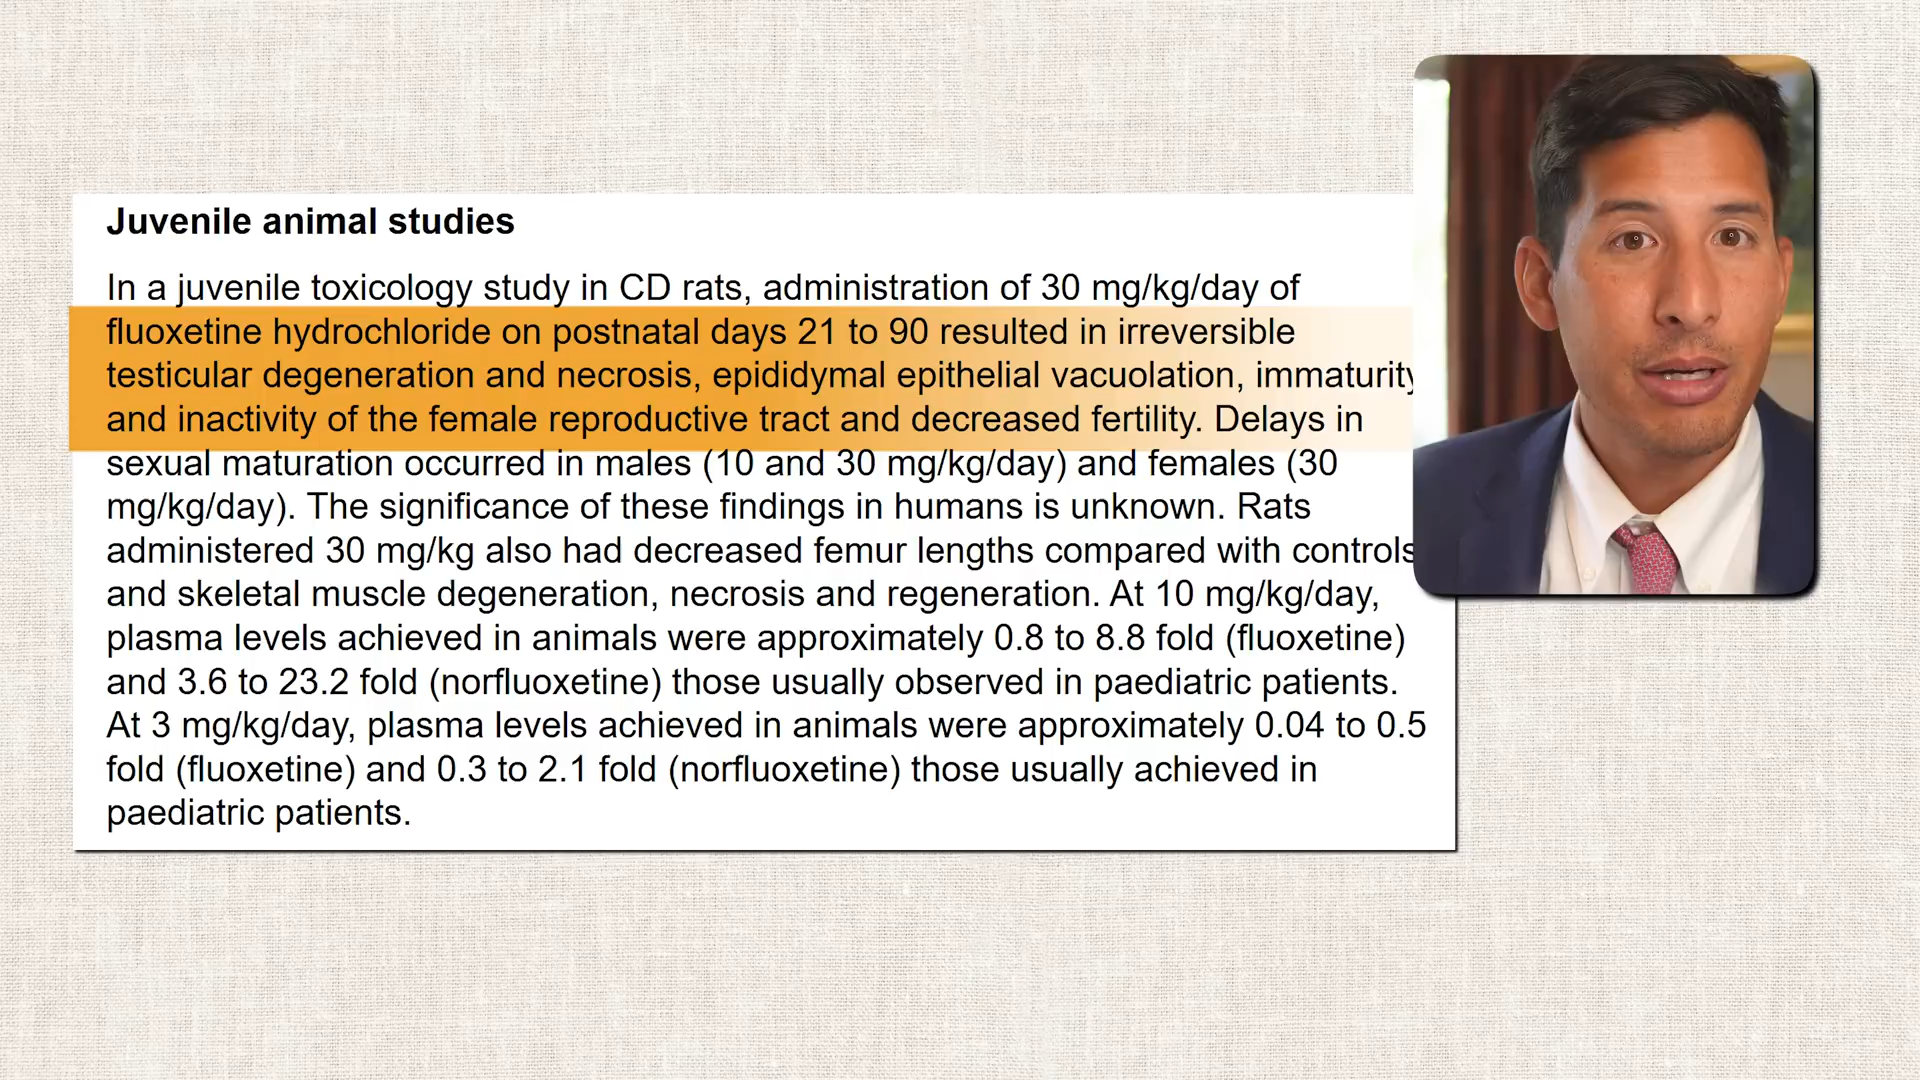 Juvenile animal studies
In a juvenile toxicology study in CD rats, administration of 30 mg/kg/day of
fluoxetine hydrochloride on postnatal days 21 to 90 resulted in irreversible
testicular degeneration and necrosis, epididymal epithelial vacuolation, immaturity
and inactivity of the female reproductive tract and decreased fertility. Delays in
sexual maturation occurred in males (10 and 30 mg/kg/day) and females (30
mg/kg/day). The significance of these findings in humans is unknown. Rats
administered 30 mg/kg also had decreased femur lengths compared with controls
and skeletal muscle degeneration, necrosis and regeneration. At 10 mg/kg/day,
plasma levels achieved in animals were approximately 0.8 to 8.8 fold (fluoxetine)
and 3.6 to 23.2 fold (norfluoxetine) those usually observed in paediatric patients.
At 3 mg/kg/day, plasma levels achieved in animals were approximately 0.04 to 0.5
fold (fluoxetine) and 0.3 to 2.1 fold (norfluoxetine) those usually achieved in
paediatric patients.